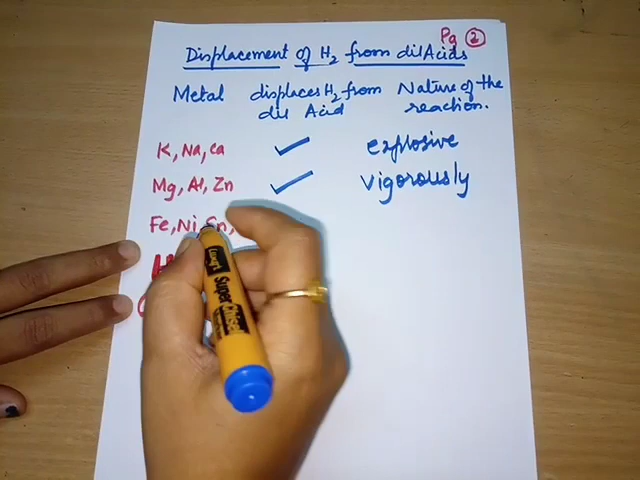 Pg 2
Displacement of H₂ from dil Acids
Metal displaces H₂ from dil Acid Nature of the reaction.
K, Na, Ca ✓ explosive
Mg, Al, Zn ✓ Vigorously
Fe, Ni, Sn,
Super